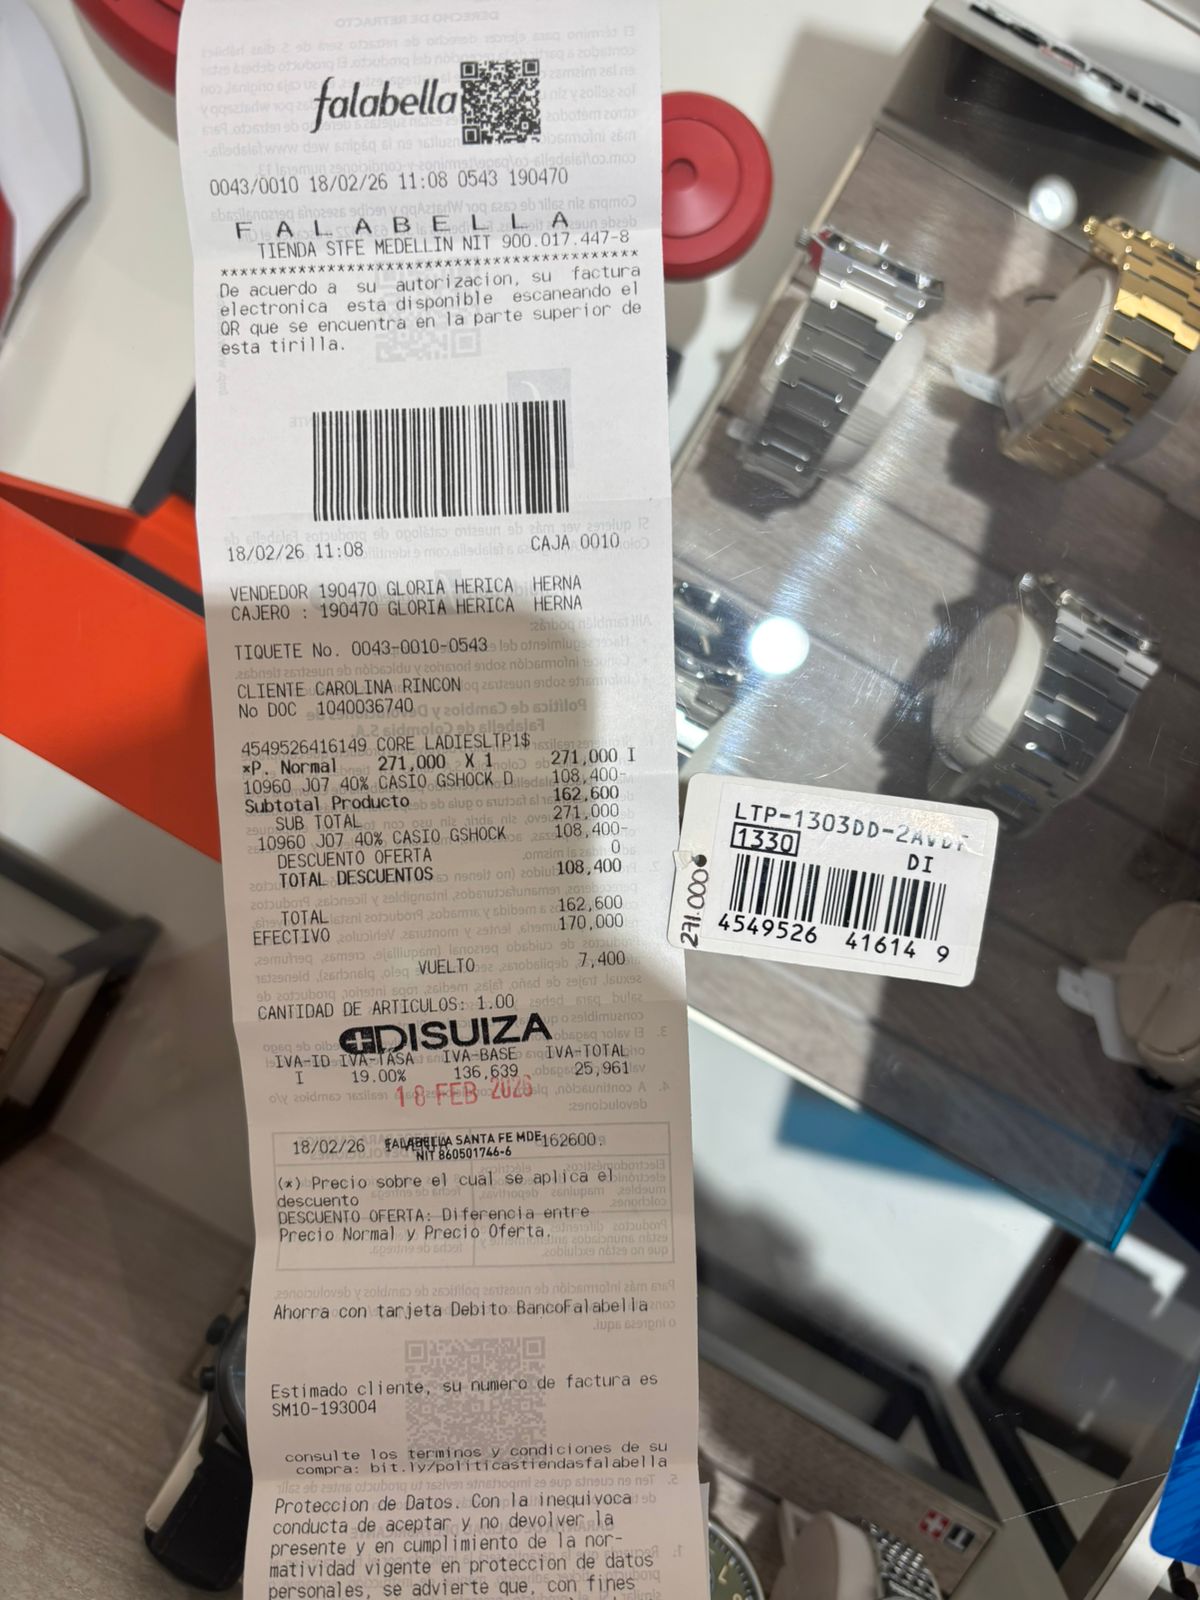 falabella
0043/0010 18/02/26 11:08 0543 190470
F A L A B E L L A
TIENDA STFE MEDELLIN NIT 900.017.447-8
******************************************
De acuerdo a su autorizacion, su factura
electronica esta disponible escaneando el
QR que se encuentra en la parte superior de
esta tirilla.
18/02/26 11:08 CAJA 0010
VENDEDOR 190470 GLORIA HERICA HERNA
CAJERO : 190470 GLORIA HERICA HERNA
TIQUETE No. 0043-0010-0543
CLIENTE CAROLINA RINCON
No DOC 1040036740
4549526416149 CORE LADIESLTP1$
*P. Normal 271,000 X 1 271,000 I
10960 J07 40% CASIO GSHOCK D 108,400-
Subtotal Producto 162,600
SUB TOTAL 271.000
10960 J07 40% CASIO GSHOCK 108,400-
DESCUENTO OFERTA 0
TOTAL DESCUENTOS 108,400
TOTAL 162,600
EFECTIVO 170,000
VUELTO 7,400
CANTIDAD DE ARTICULOS: 1.00
DISUIZA
IVA-ID IVA-TASA IVA-BASE IVA-TOTAL
I 19.00% 136,639 25,961
18 FEB 2026
18/02/26 162600.
FALABELLA SANTA FE MDE
NIT 860501746-6
(*) Precio sobre el cual se aplica el
descuento
DESCUENTO OFERTA: Diferencia entre
Precio Normal y Precio Oferta.
Ahorra con tarjeta Debito BancoFalabella
Estimado cliente, su numero de factura es
SM10-193004
consulte los terminos y condiciones de su
compra: bit.ly/politicastiendasfalabella
Proteccion de Datos. Con la inequivoca
conducta de aceptar y no devolver la
presente y en cumplimiento de la nor-
matividad vigente en proteccion de datos
personales, se advierte que, con fines
LTP-1303DD-2AVDF
1330
DI
271.000
4549526 41614 9